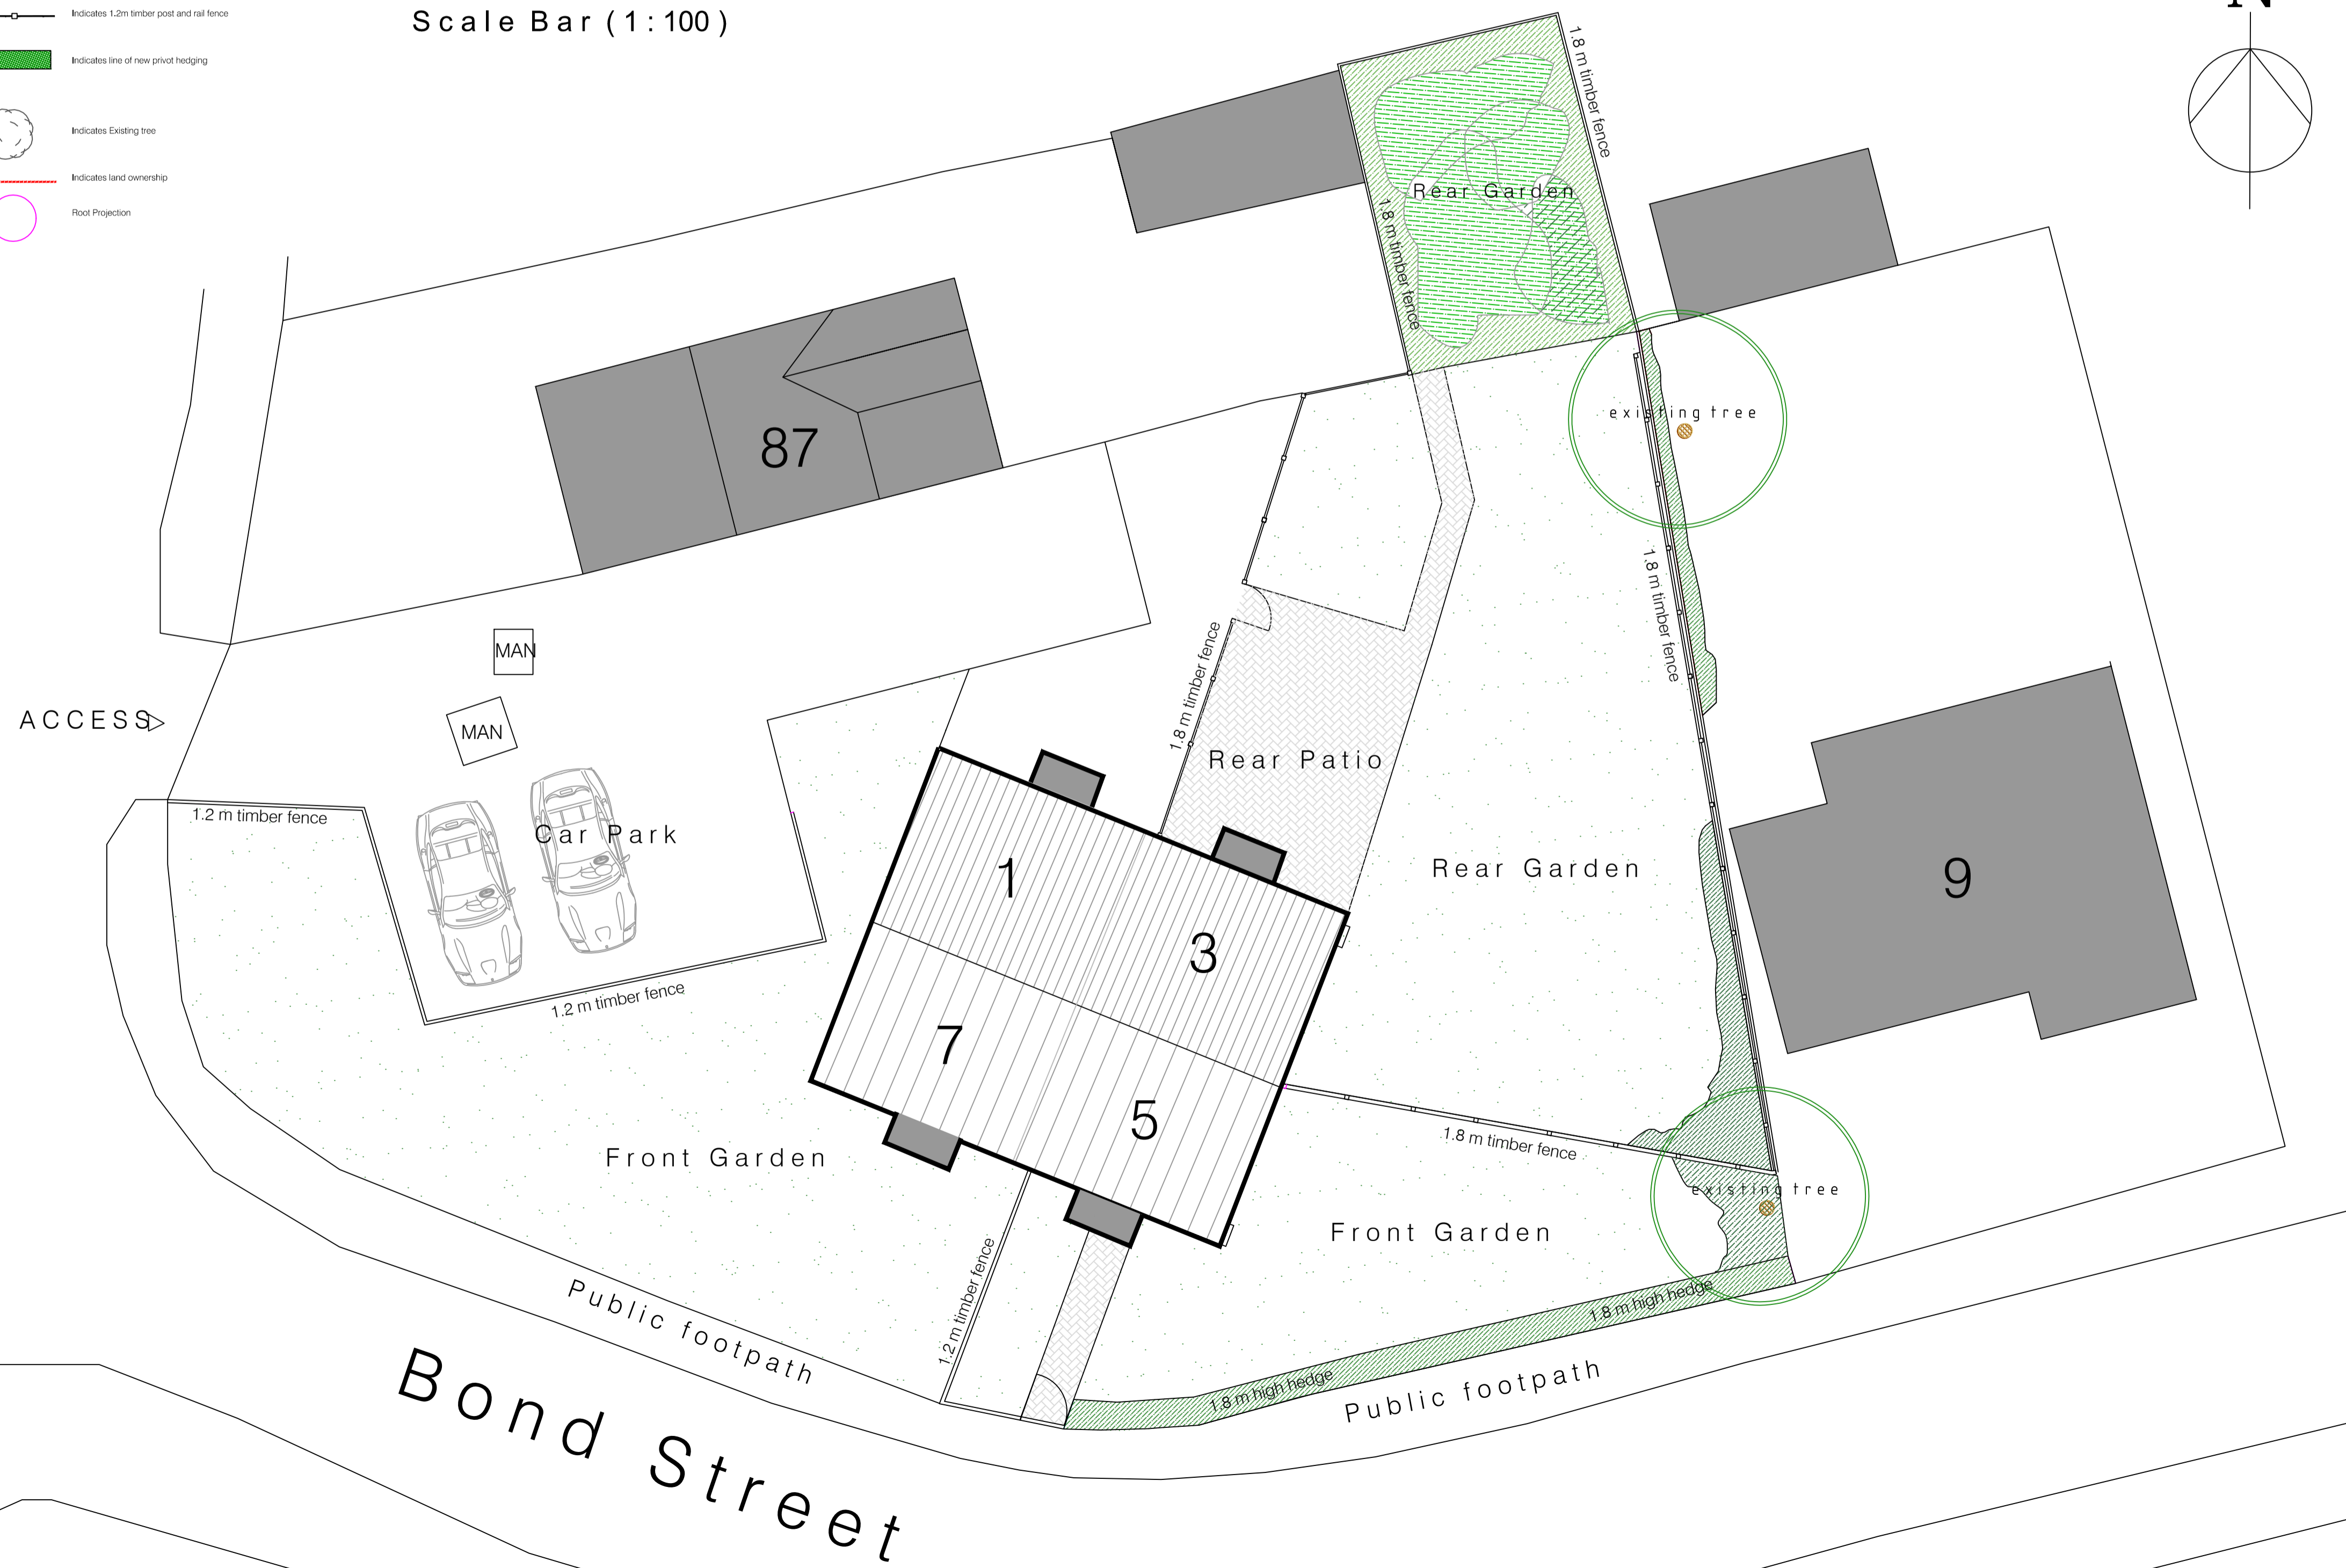 Indicates 1.2m timber post and rail fence
Scale Bar (1:100)
N
Indicates line of new privot hedging
Indicates Existing tree
Indicates land ownership
Root Projection
1.8 m timber fence
Rear Garden
1.8 m timber fence
87
existing tree
1.8 m timber fence
MAN
MAN
ACCESS
1.8 m timber fence
Rear Patio
1.2 m timber fence
Car Park
Rear Garden
1
9
3
1.2 m timber fence
7
5
1.8 m timber fence
Front Garden
existing tree
Front Garden
1.2 m timber fence
1.8 m high hedge
Public footpath
1.8 m high hedge
Public footpath
Bond Street